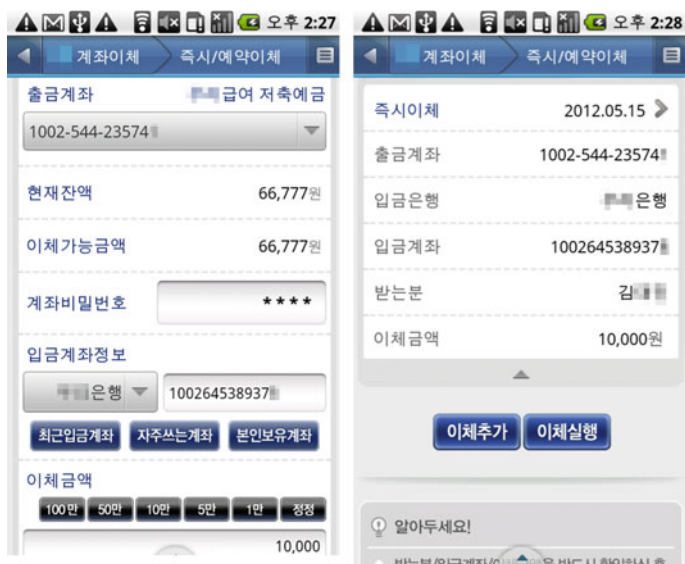 오후 2:27
계좌이체 즉시/예약이체
출금계좌 급여 저축예금
1002-544-23574
현재잔액 66,777원
이체가능금액 66,777원
계좌비밀번호 ****
입금계좌정보
은행 100264538937
최근입금계좌 자주쓰는계좌 본인보유계좌
이체금액
100만 50만 10만 5만 1만 정정
10,000
오후 2:28
계좌이체 즉시/예약이체
즉시이체 2012.05.15
출금계좌 1002-544-23574
입금은행 은행
입금계좌 100264538937
받는분 김
이체금액 10,000원
이체추가 이체실행
알아두세요!